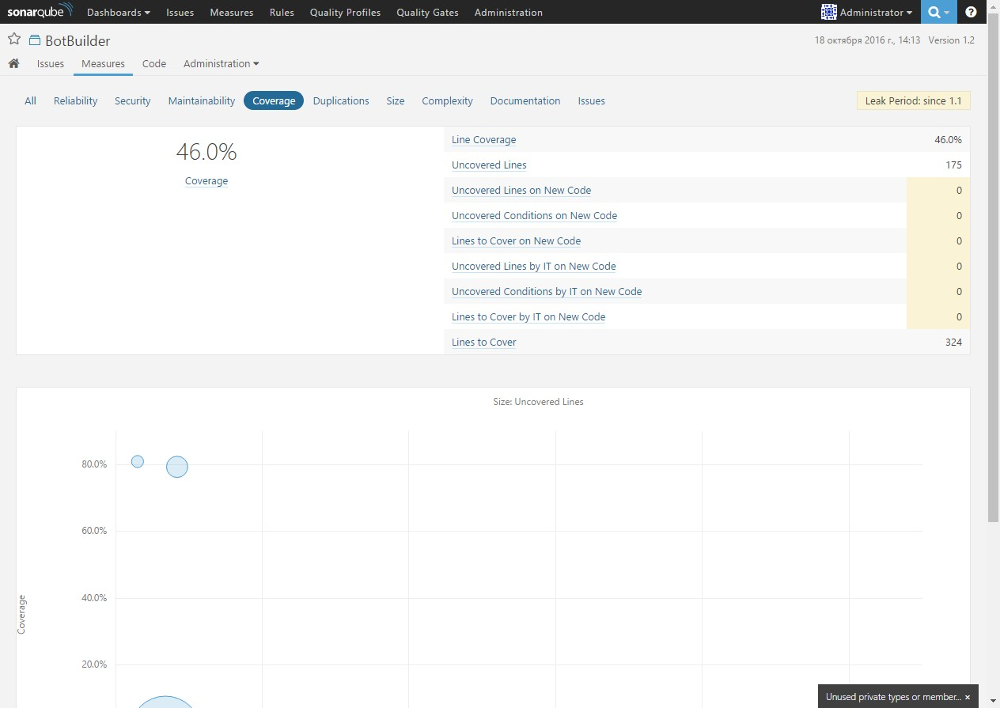 sonarqube Dashboards Issues Measures Rules Quality Profiles Quality Gates Administration Administrator ?
BotBuilder 18 октября 2016 г., 14:13 Version 1.2
Issues Measures Code Administration
All Reliability Security Maintainability Coverage Duplications Size Complexity Documentation Issues Leak Period: since 1.1
46.0%
Coverage
Line Coverage 46.0%
Uncovered Lines 175
Uncovered Lines on New Code 0
Uncovered Conditions on New Code 0
Lines to Cover on New Code 0
Uncovered Lines by IT on New Code 0
Uncovered Conditions by IT on New Code 0
Lines to Cover by IT on New Code 0
Lines to Cover 324
Size: Uncovered Lines
80.0%
60.0%
40.0%
20.0%
Coverage
Unused private types or member... ×